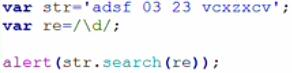 var str='adsf 03 23 vcxzxcv';
var re=/\d/;
alert(str.search(re));